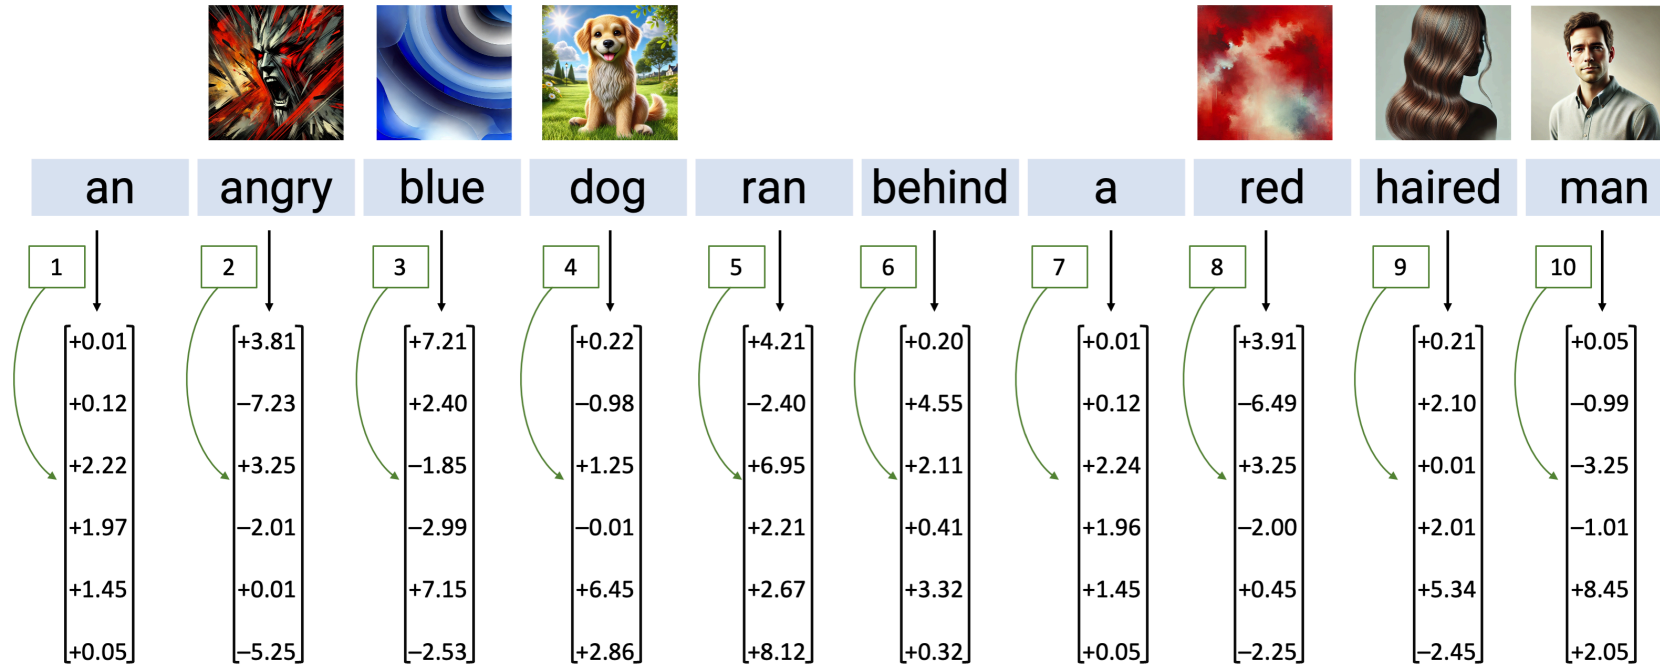 an angry blue dog ran behind a red haired man
1 2 3 4 5 6 7 8 9 10
+0.01 +3.81 +7.21 +0.22 +4.21 +0.20 +0.01 +3.91 +0.21 +0.05
+0.12 –7.23 +2.40 –0.98 –2.40 +4.55 +0.12 –6.49 +2.10 –0.99
+2.22 +3.25 –1.85 +1.25 +6.95 +2.11 +2.24 +3.25 +0.01 –3.25
+1.97 –2.01 –2.99 –0.01 +2.21 +0.41 +1.96 –2.00 +2.01 –1.01
+1.45 +0.01 +7.15 +6.45 +2.67 +3.32 +1.45 +0.45 +5.34 +8.45
+0.05 –5.25 –2.53 +2.86 +8.12 +0.32 +0.05 –2.25 –2.45 +2.05